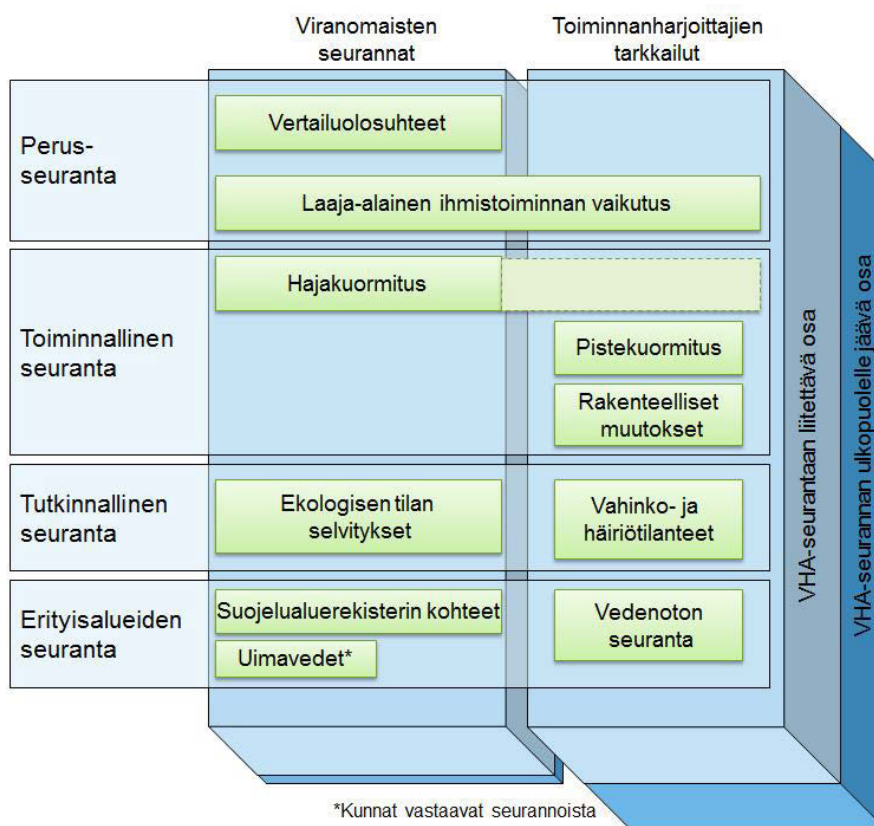 Viranomaisten
seurannat
Toiminnanharjoittajien
tarkkailut
Perus-
seuranta
Vertailuolosuhteet
Laaja-alainen ihmistoiminnan vaikutus
Toiminnallinen
seuranta
Hajakuormitus
Pistekuormitus
Rakenteelliset
muutokset
Tutkinnallinen
seuranta
Ekologisen tilan
selvitykset
Vahinko- ja
häiriötilanteet
Erityisalueiden
seuranta
Suojelualuerekisterin kohteet
Uimavedet*
Vedenoton
seuranta
VHA-seurantaan liitettävä osa
VHA-seurannan ulkopuolelle jäävä osa
*Kunnat vastaavat seurannoista